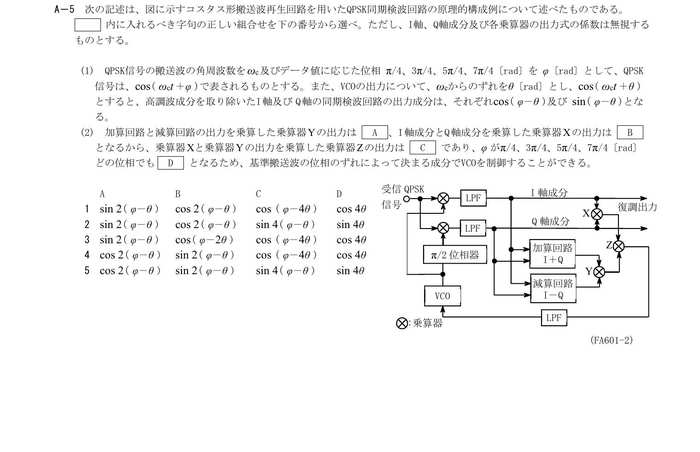 A－5 次の記述は、図に示すコスタス形搬送波再生回路を用いたQPSK同期検波回路の原理的構成例について述べたものである。
内に入れるべき字句の正しい組合せを下の番号から選べ。ただし、I軸、Q軸成分及び各乗算器の出力式の係数は無視する
ものとする。
(1) QPSK信号の搬送波の角周波数をωc及びデータ値に応じた位相 π/4、3π/4、5π/4、7π/4〔rad〕を φ〔rad〕として、QPSK
信号は、cos(ωct＋φ)で表されるものとする。また、VCOの出力について、ωcからのずれをθ〔rad〕とし、cos(ωct＋θ)
とすると、高調波成分を取り除いたI軸及びQ軸の同期検波回路の出力成分は、それぞれcos(φ－θ)及び sin(φ－θ)とな
る。
(2) 加算回路と減算回路の出力を乗算した乗算器Yの出力は A 、I軸成分とQ軸成分を乗算した乗算器Xの出力は B
となるから、乗算器Xと乗算器Yの出力を乗算した乗算器Zの出力は C であり、φがπ/4、3π/4、5π/4、7π/4〔rad〕
どの位相でも D となるため、基準搬送波の位相のずれによって決まる成分でVCOを制御することができる。
A B C D
1 sin 2(φ－θ) cos 2(φ－θ) cos (φ－4θ) cos 4θ
2 sin 2(φ－θ) cos 2(φ－θ) sin 4(φ－θ) sin 4θ
3 sin 2(φ－θ) cos(φ－2θ) cos (φ－4θ) cos 4θ
4 cos 2(φ－θ) sin 2(φ－θ) cos (φ－4θ) cos 4θ
5 cos 2(φ－θ) sin 2(φ－θ) sin 4(φ－θ) sin 4θ
受信QPSK
信号
LPF
I 軸成分
復調出力
X
LPF
Q 軸成分
Z
π/2 位相器
加算回路
I＋Q
Y
減算回路
I－Q
VCO
LPF
:乗算器
(FA601-2)